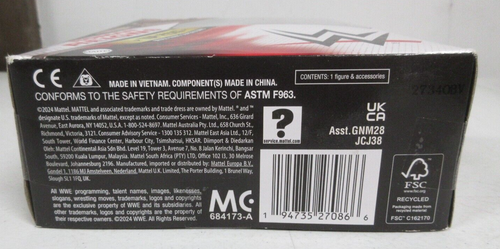 CE
MADE IN VIETNAM. COMPONENT(S) MADE IN CHINA.
CONFORMS TO THE SAFETY REQUIREMENTS OF ASTM F963.
©2024 Mattel. MATTEL and associated trademarks and trade dress are owned by Mattel. ® and ™
designate U.S. trademarks of Mattel, except as noted. Consumer Services - Mattel, Inc., 636 Girard
Avenue, East Aurora, NY 14052, U.S.A. 1-800-524-8697. Mattel Australia Pty. Ltd., 658 Church St.,
Richmond, Victoria, 3121. Consumer Advisory Service - 1300 135 312. Mattel East Asia Ltd., 12/F,
South Tower, World Finance Centre, Harbour City, Tsimshatsui, HKSAR. Diimport & Diedarkan
Oleh: Mattel Continental Asia Sdn Bhd. Level 19, Tower 3, Avenue 7, No. 8 Jalan Kerinchi, Bangsar
South, 59200 Kuala Lumpur, Malaysia. Mattel South Africa (PTY) LTD, Office 102 I3, 30 Melrose
Boulevard, Johannesburg 2196. Imported and distributed by: Mattel Europa B.V.,
Gondel 1, 1186 MJ Amstelveen, Nederland. Mattel UK Limited, The Porter Building, 1 Brunel Way,
Slough SL1 1FQ, UK.
All WWE programming, talent names, images, likenesses,
slogans, wrestling moves, trademarks, logos and copyrights
are the exclusive property of WWE and its subsidiaries. All
other trademarks, logos and copyrights are the property of
their respective owners. ©2024 WWE. All Rights Reserved.
MC
684173-A
?
service.mattel.com
CONTENTS: 1 figure & accessories
UK
CA
Asst.GNM28
JCJ38
1 94735 27086 6
FSC
www.fsc.org
RECYCLED
Packaging made from
recycled material
FSC® C162170